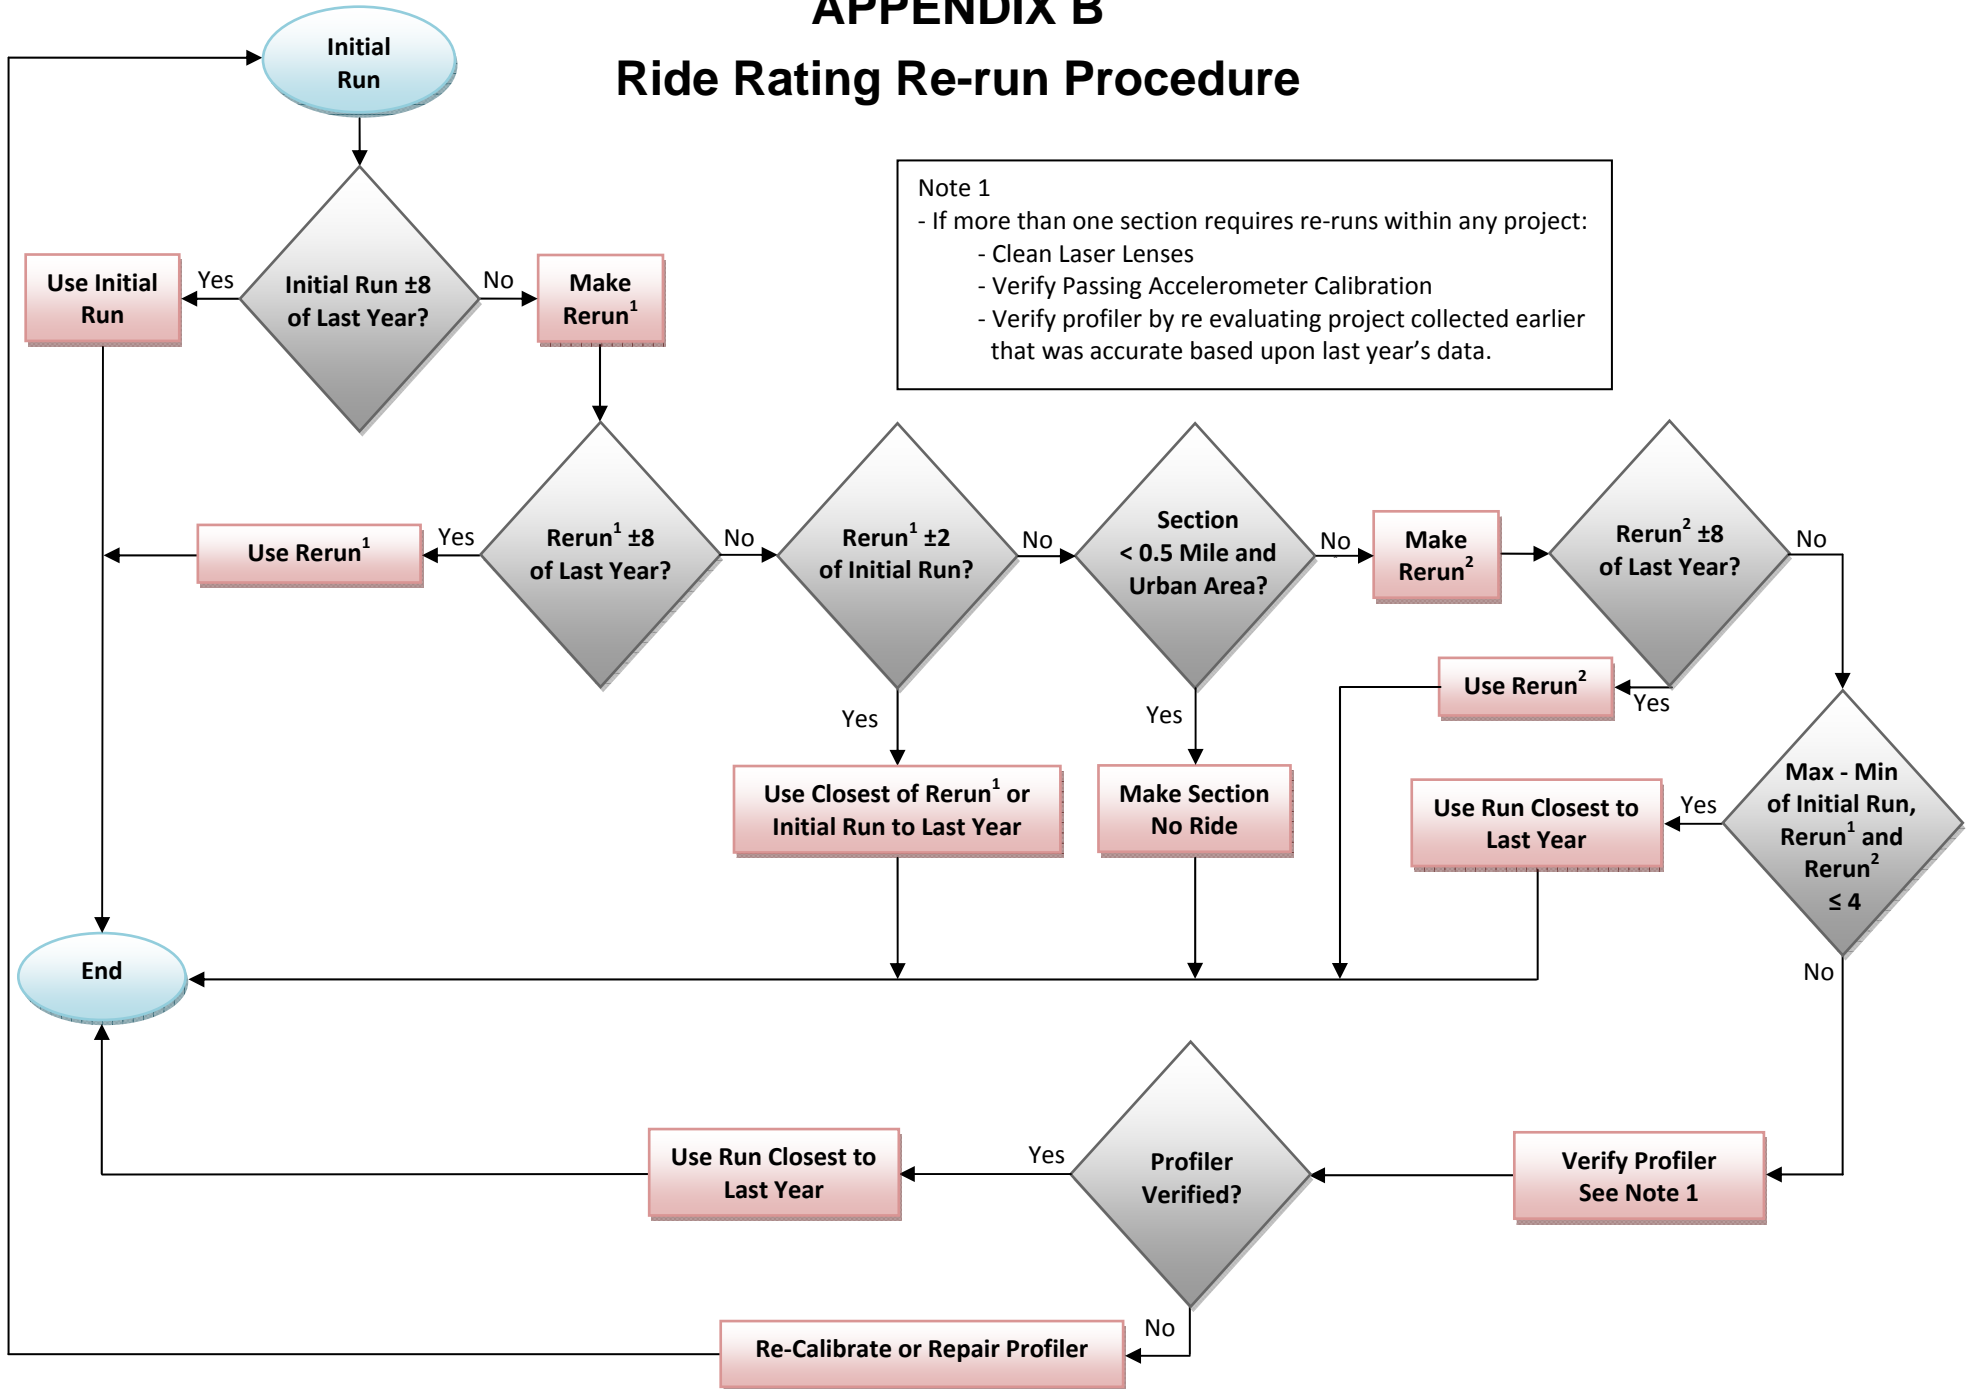 APPENDIX B
Ride Rating Re-run Procedure
Initial
Run
Note 1
- If more than one section requires re-runs within any project:
- Clean Laser Lenses
- Verify Passing Accelerometer Calibration
- Verify profiler by re evaluating project collected earlier
that was accurate based upon last year’s data.
Use Initial
Run
Yes
Initial Run ±8
of Last Year?
No
Make
Rerun¹
Use Rerun¹
Yes
Rerun¹ ±8
of Last Year?
No
Rerun¹ ±2
of Initial Run?
No
Section
< 0.5 Mile and
Urban Area?
No
Make
Rerun²
Rerun² ±8
of Last Year?
No
Use Rerun²
Yes
Yes
Yes
Use Closest of Rerun¹ or
Initial Run to Last Year
Make Section
No Ride
Use Run Closest to
Last Year
Yes
Max - Min
of Initial Run,
Rerun¹ and
Rerun²
≤ 4
End
No
Use Run Closest to
Last Year
Yes
Profiler
Verified?
Verify Profiler
See Note 1
No
Re-Calibrate or Repair Profiler